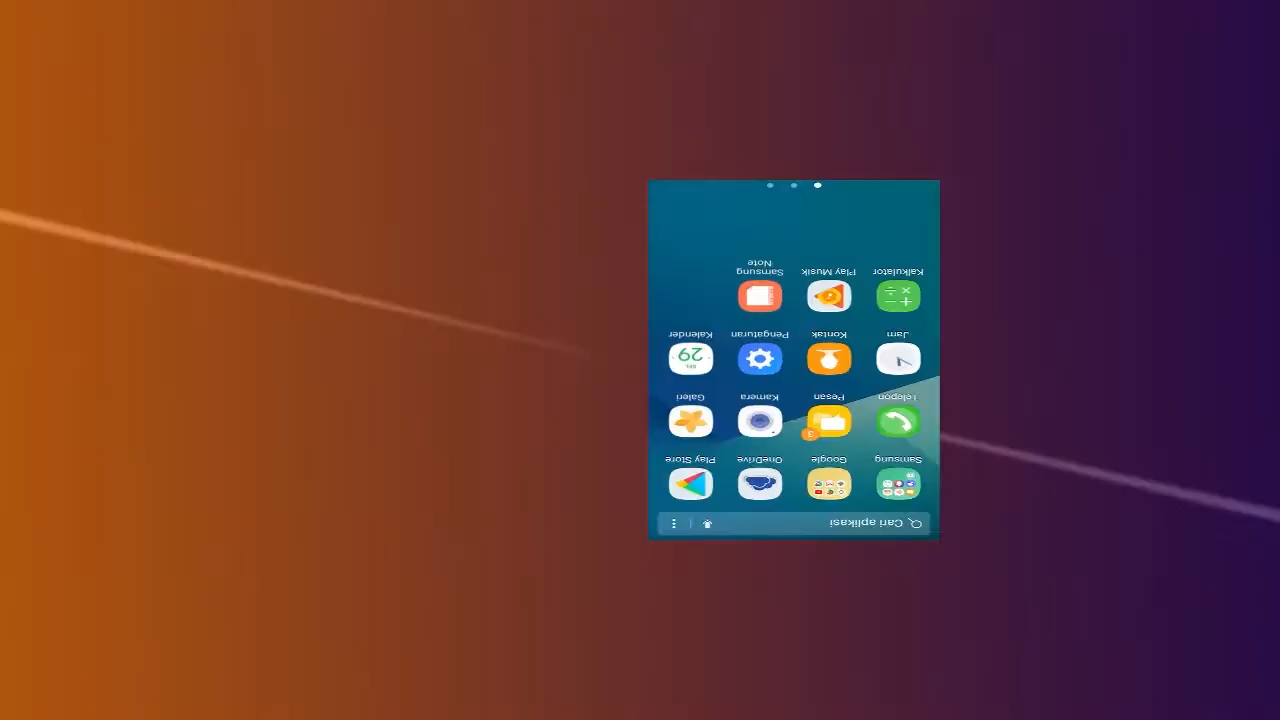 Cari aplikasi
Samsung Google OneDrive Play Store
Telepon Pesan Kamera Galeri
3
Jam Kontak Pengaturan Kalender
29
Kalkulator Play Musik Samsung Note